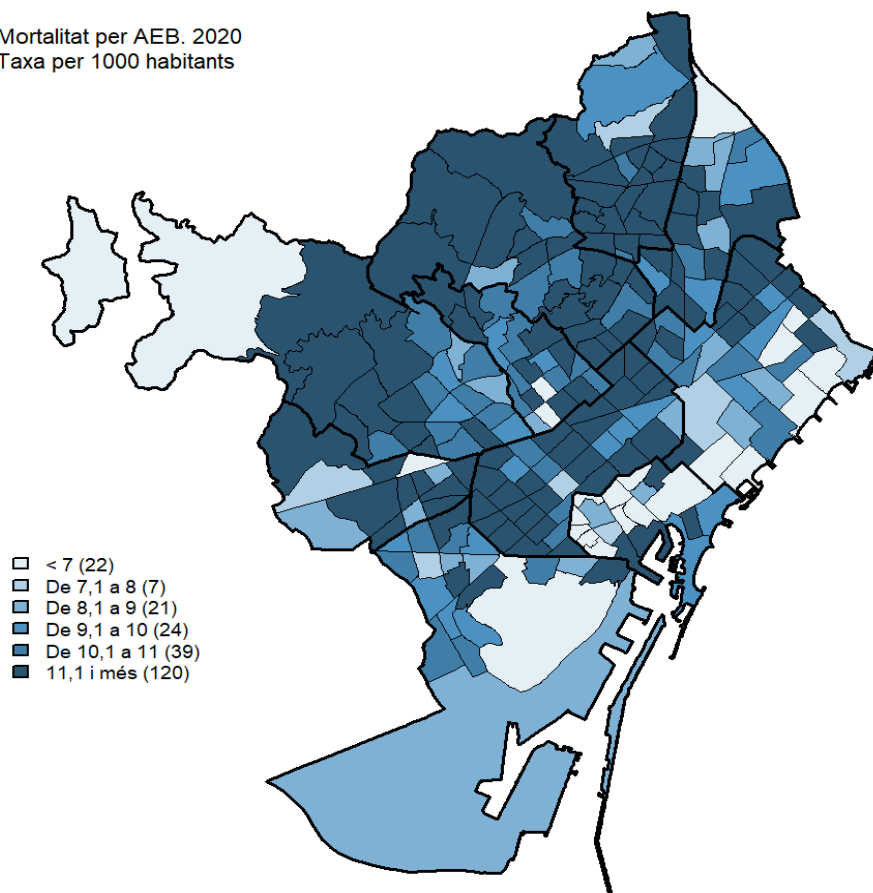 Mortalitat per AEB. 2020
Taxa per 1000 habitants
< 7 (22)
De 7,1 a 8 (7)
De 8,1 a 9 (21)
De 9,1 a 10 (24)
De 10,1 a 11 (39)
11,1 i més (120)